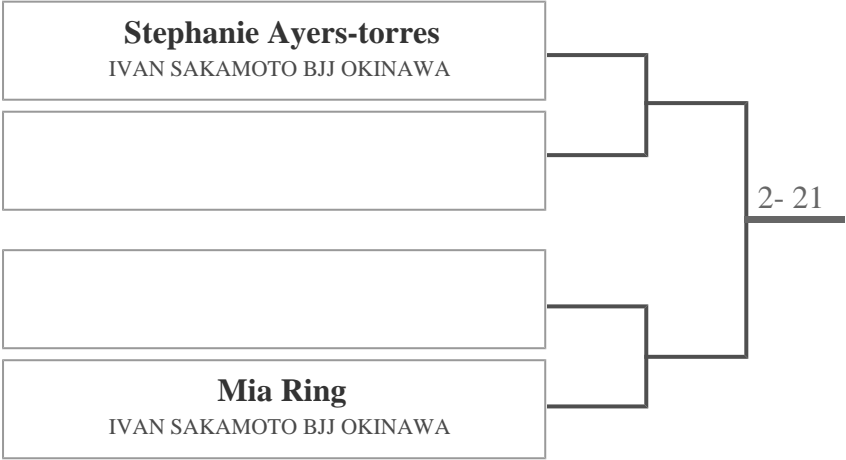 Stephanie Ayers-torres
IVAN SAKAMOTO BJJ OKINAWA
2- 21
Mia Ring
IVAN SAKAMOTO BJJ OKINAWA